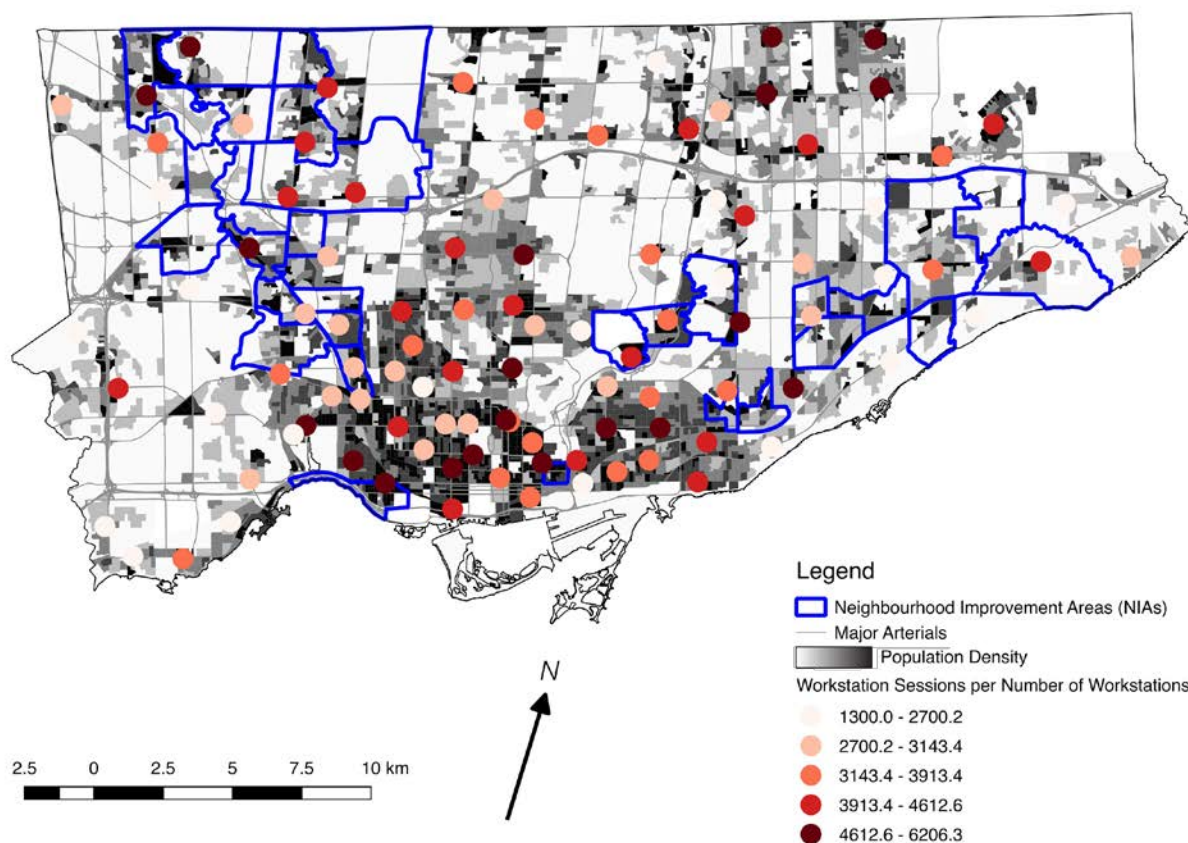 Legend
Neighbourhood Improvement Areas (NIAs)
Major Arterials
Population Density
Workstation Sessions per Number of Workstations
1300.0 - 2700.2
2700.2 - 3143.4
3143.4 - 3913.4
3913.4 - 4612.6
4612.6 - 6206.3
N
2.5 0 2.5 5 7.5 10 km